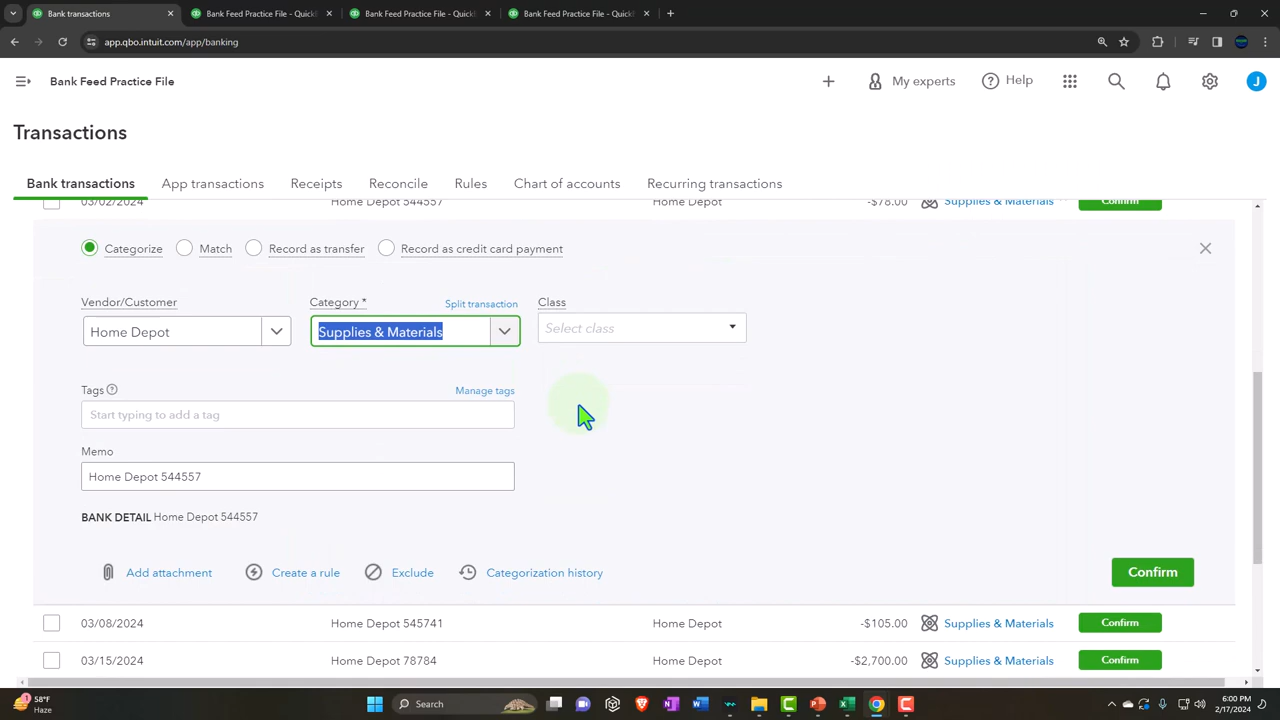 Bank transactions
Bank Feed Practice File - Quick
Bank Feed Practice File - Quick
Bank Feed Practice File - Quick
app.qbo.intuit.com/app/banking
Bank Feed Practice File
My experts
Help
J
Transactions
Bank transactions App transactions Receipts Reconcile Rules Chart of accounts Recurring transactions
03/02/2024 Home Depot 544557 Home Depot -$78.00 Supplies & Materials Confirm
Categorize Match Record as transfer Record as credit card payment
Vendor/Customer Category * Split transaction Class
Home Depot Supplies & Materials Select class
Tags Manage tags
Start typing to add a tag
Memo
Home Depot 544557
BANK DETAIL Home Depot 544557
Add attachment Create a rule Exclude Categorization history Confirm
03/08/2024 Home Depot 545741 Home Depot -$105.00 Supplies & Materials Confirm
03/15/2024 Home Depot 78784 Home Depot -$2,700.00 Supplies & Materials Confirm
58°F
Haze
Search
6:00 PM
2/17/2024